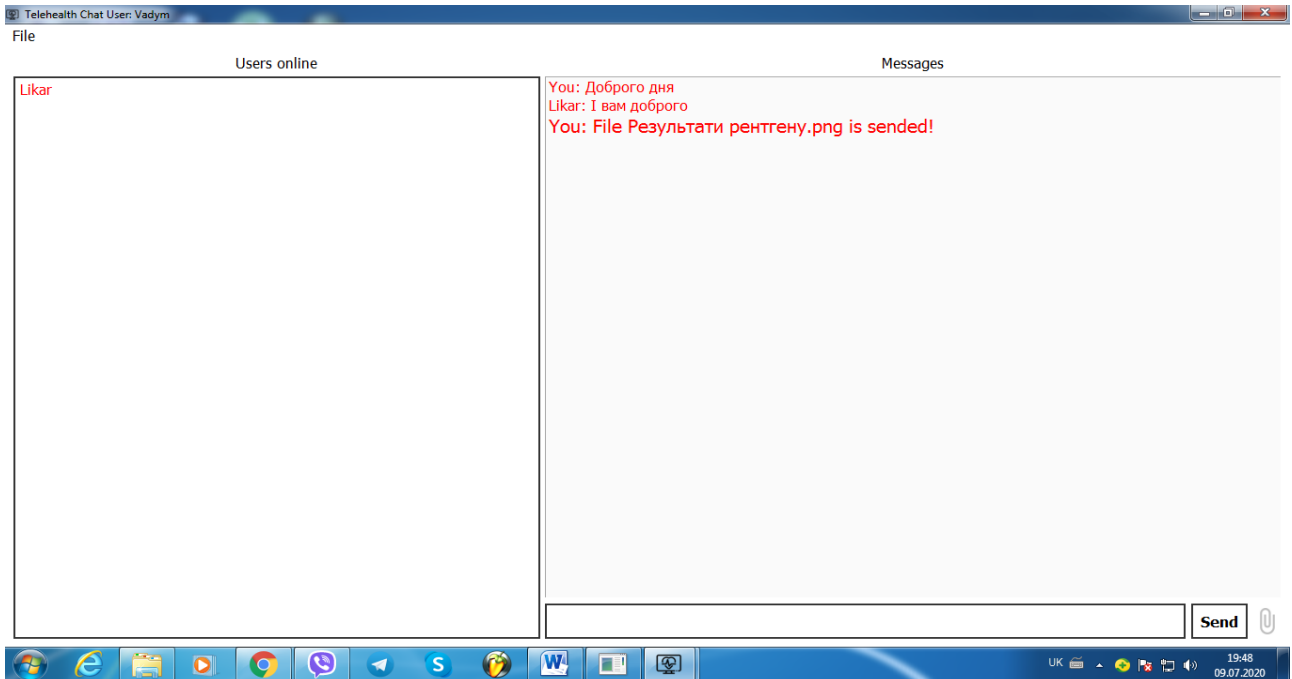 Telehealth Chat User: Vadym
File
Users online
Messages
Likar
You: Доброго дня
Likar: І вам доброго
You: File Результати рентгену.png is sended!
Send
UK
19:48
09.07.2020